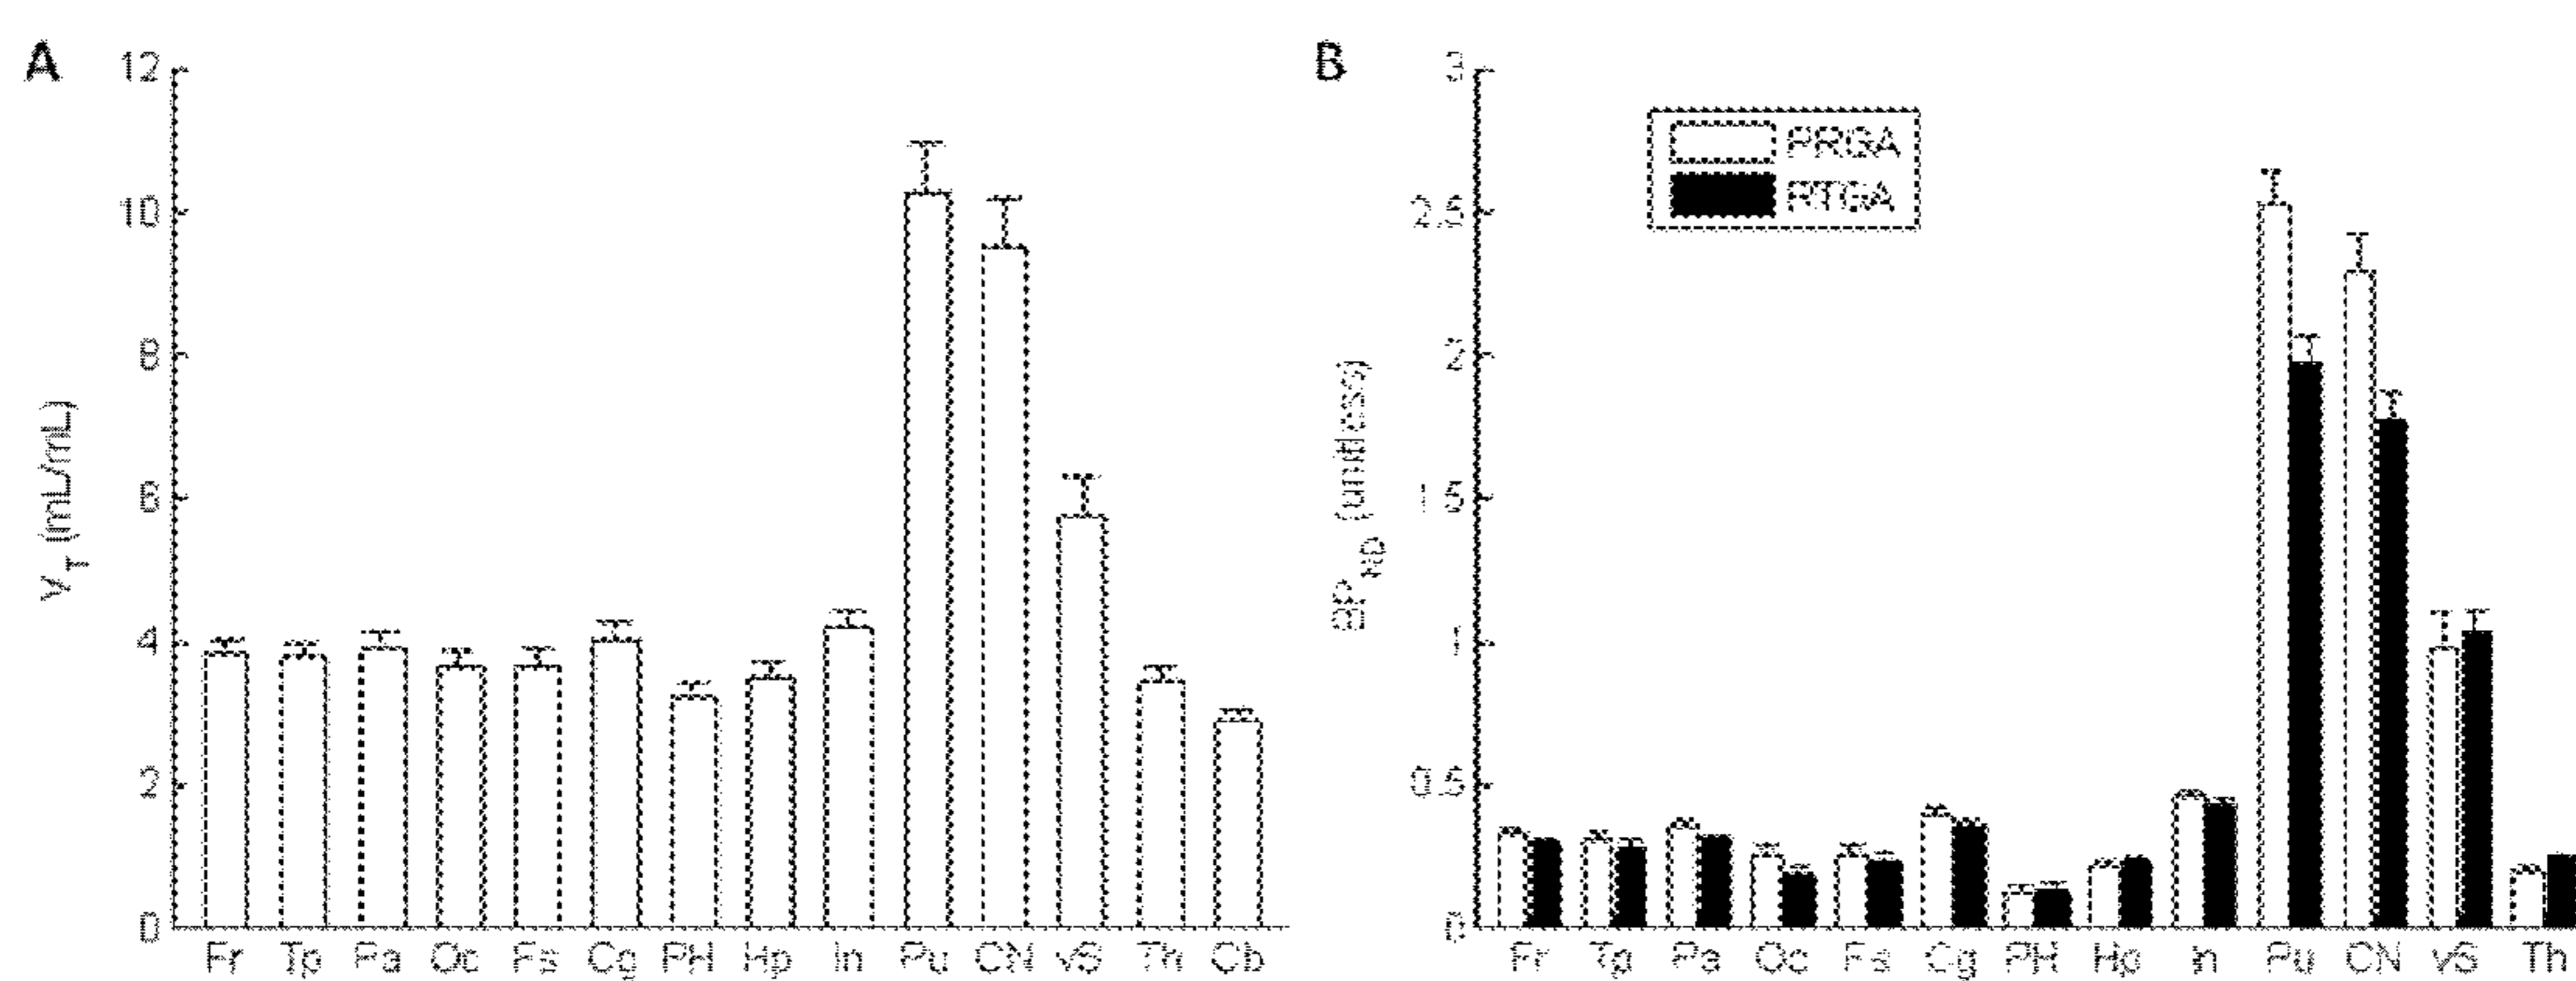 A
12
10
8
6
4
2
0
V_T (mL/mL)
Fr Tp Pa Oc Fs Cg PH Hp In Pu CN vS Th Cb
B
3
2.5
2
1.5
1
0.5
0
BP_ND (unitless)
PRGA
RTGA
Fr Tp Pa Oc Fs Cg PH Hp In Pu CN vS Th